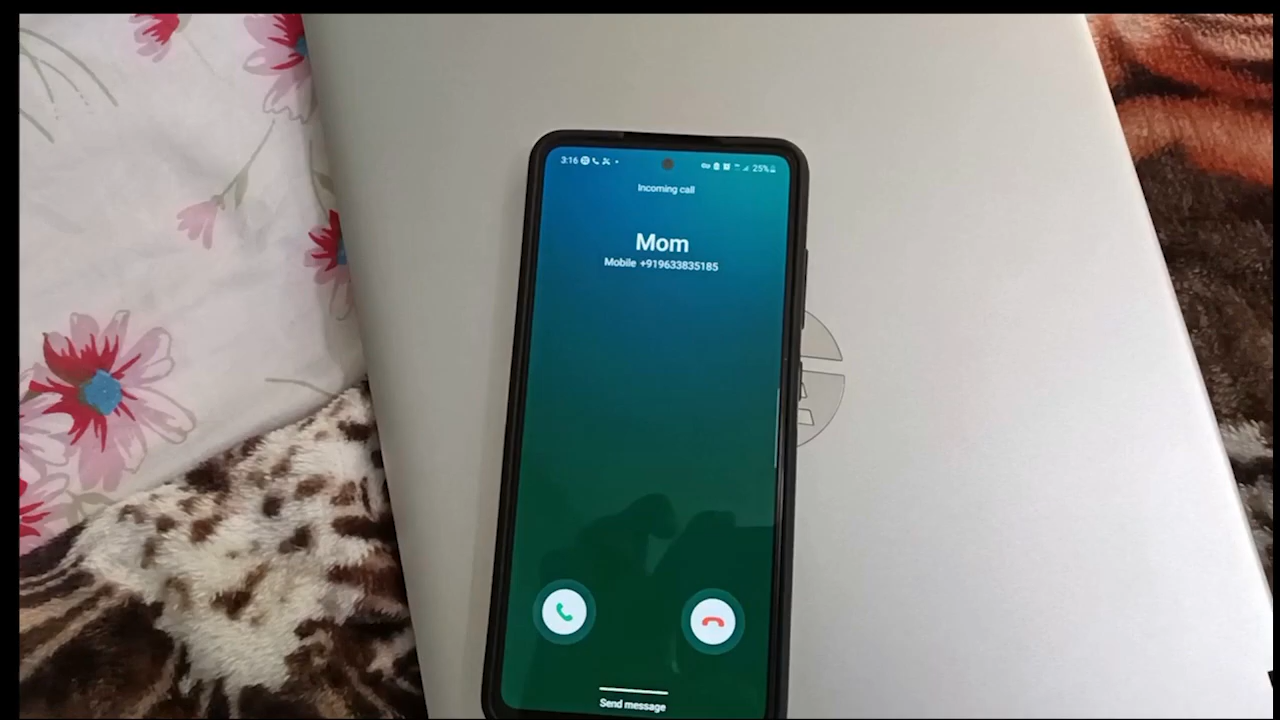 3:16
25%
Incoming call
Mom
Mobile +919633835185
Send message